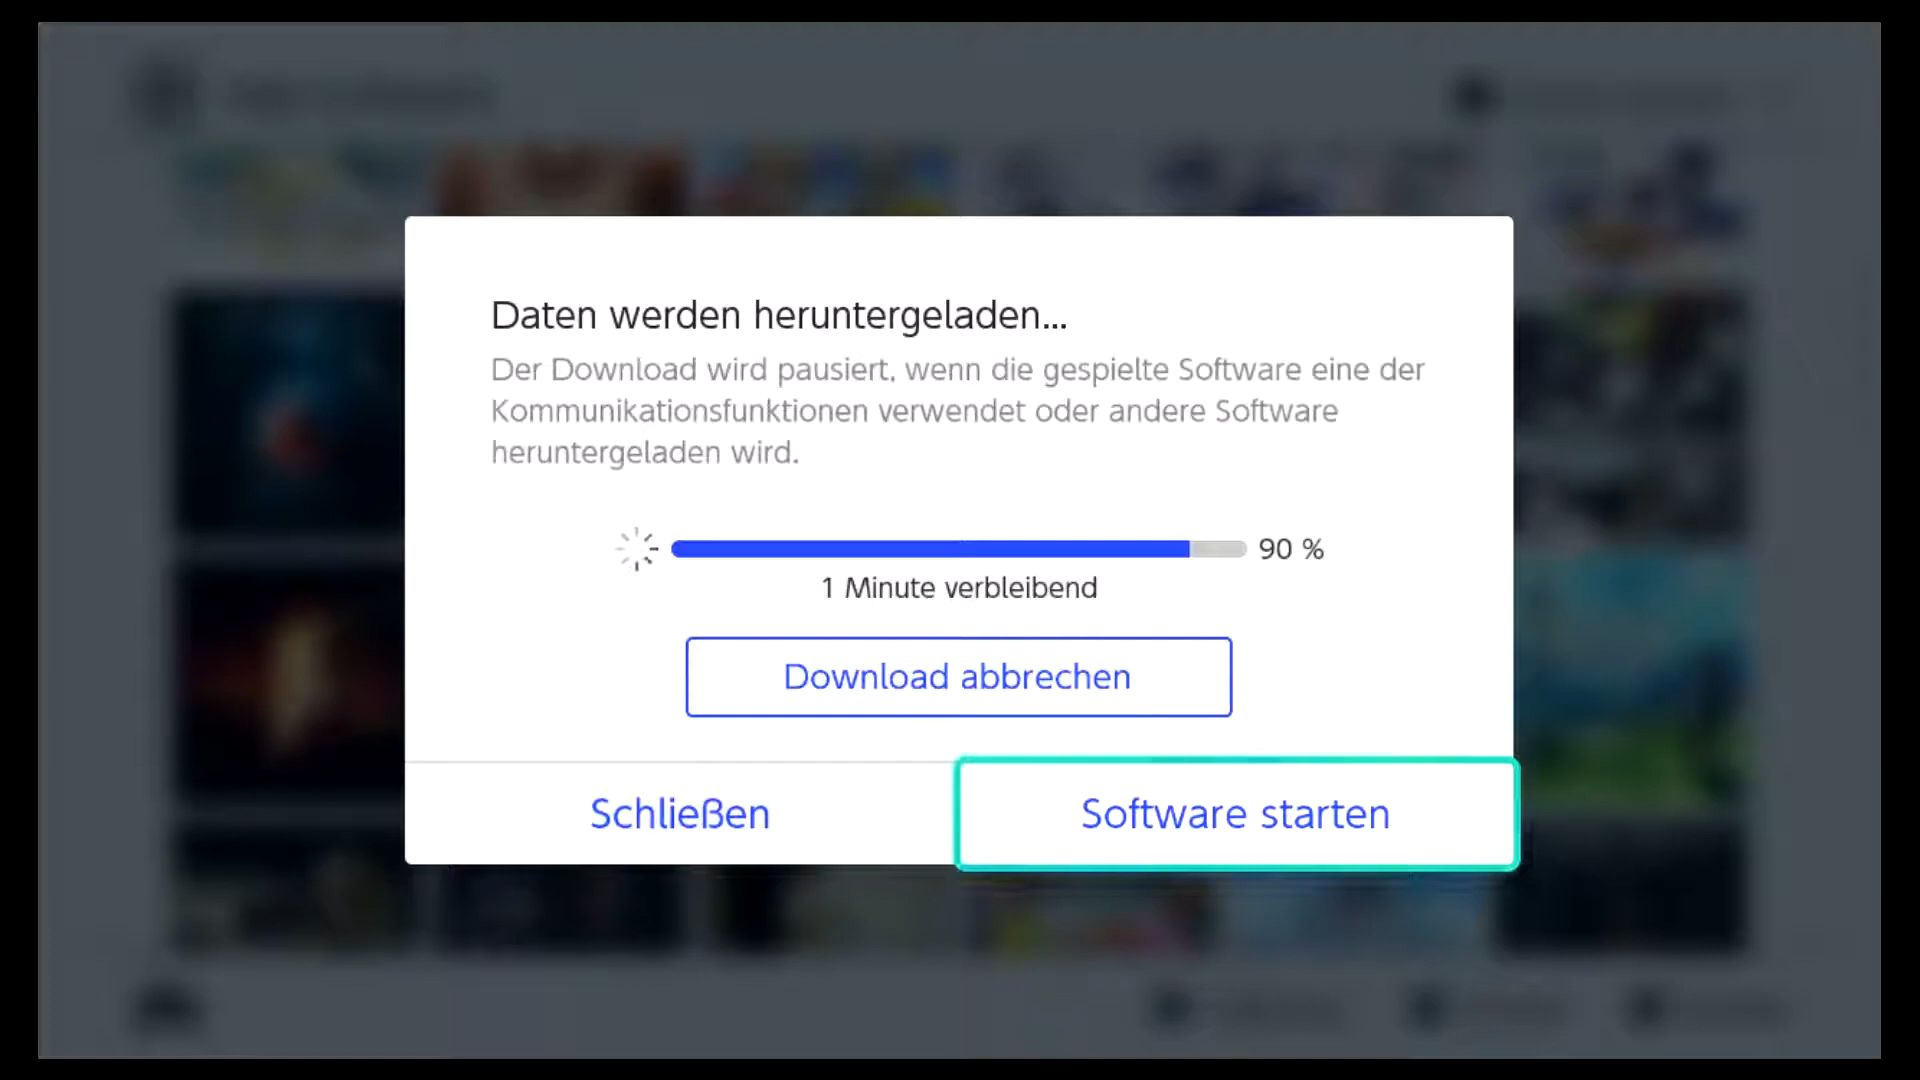 Daten werden heruntergeladen...
Der Download wird pausiert, wenn die gespielte Software eine der
Kommunikationsfunktionen verwendet oder andere Software
heruntergeladen wird.
90 %
1 Minute verbleibend
Download abbrechen
Schließen
Software starten